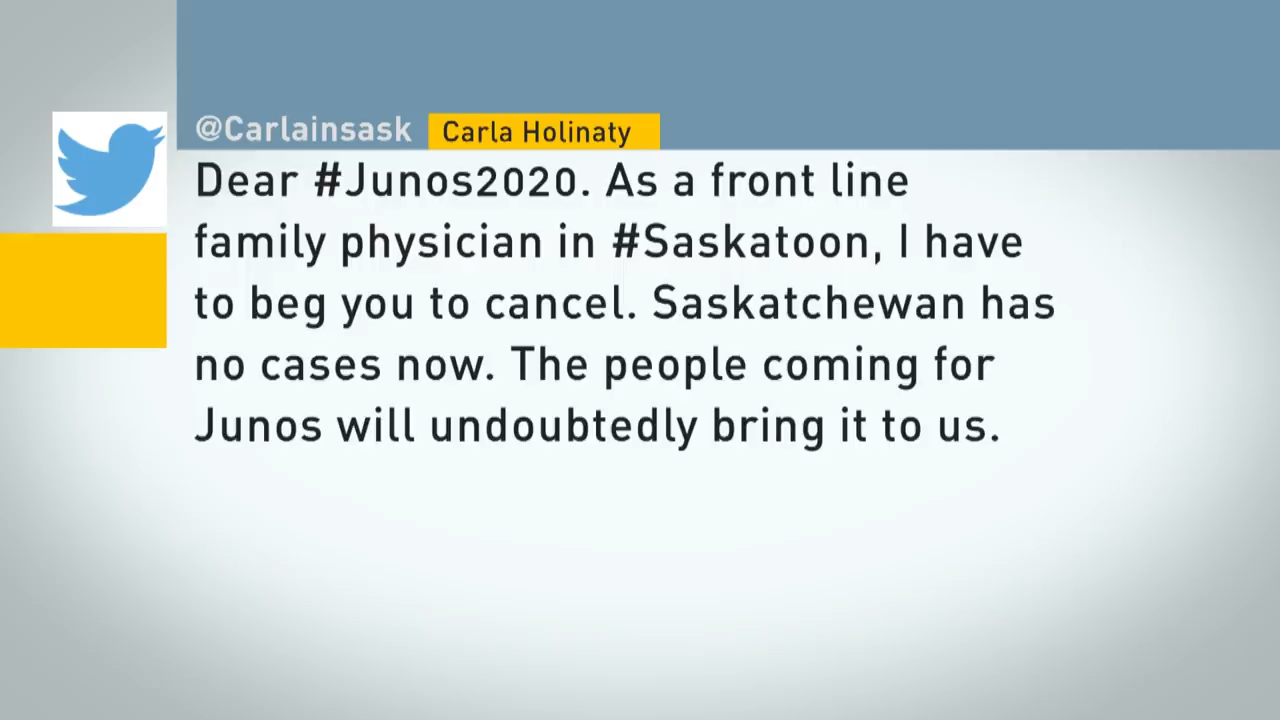 @Carlainsask Carla Holinaty
Dear #Junos2020. As a front line
family physician in #Saskatoon, I have
to beg you to cancel. Saskatchewan has
no cases now. The people coming for
Junos will undoubtedly bring it to us.